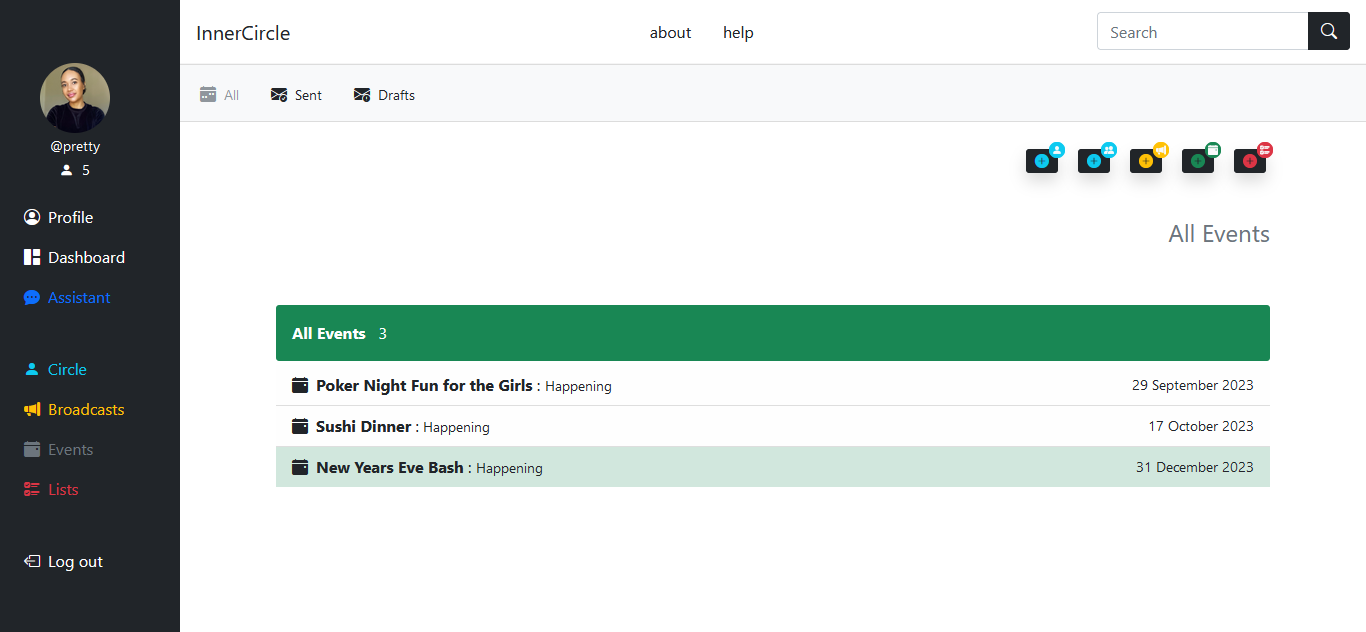 InnerCircle
about
help
Search
@pretty
5
Profile
Dashboard
Assistant
Circle
Broadcasts
Events
Lists
Log out
All
Sent
Drafts
All Events
All Events 3
Poker Night Fun for the Girls : Happening 29 September 2023
Sushi Dinner : Happening 17 October 2023
New Years Eve Bash : Happening 31 December 2023